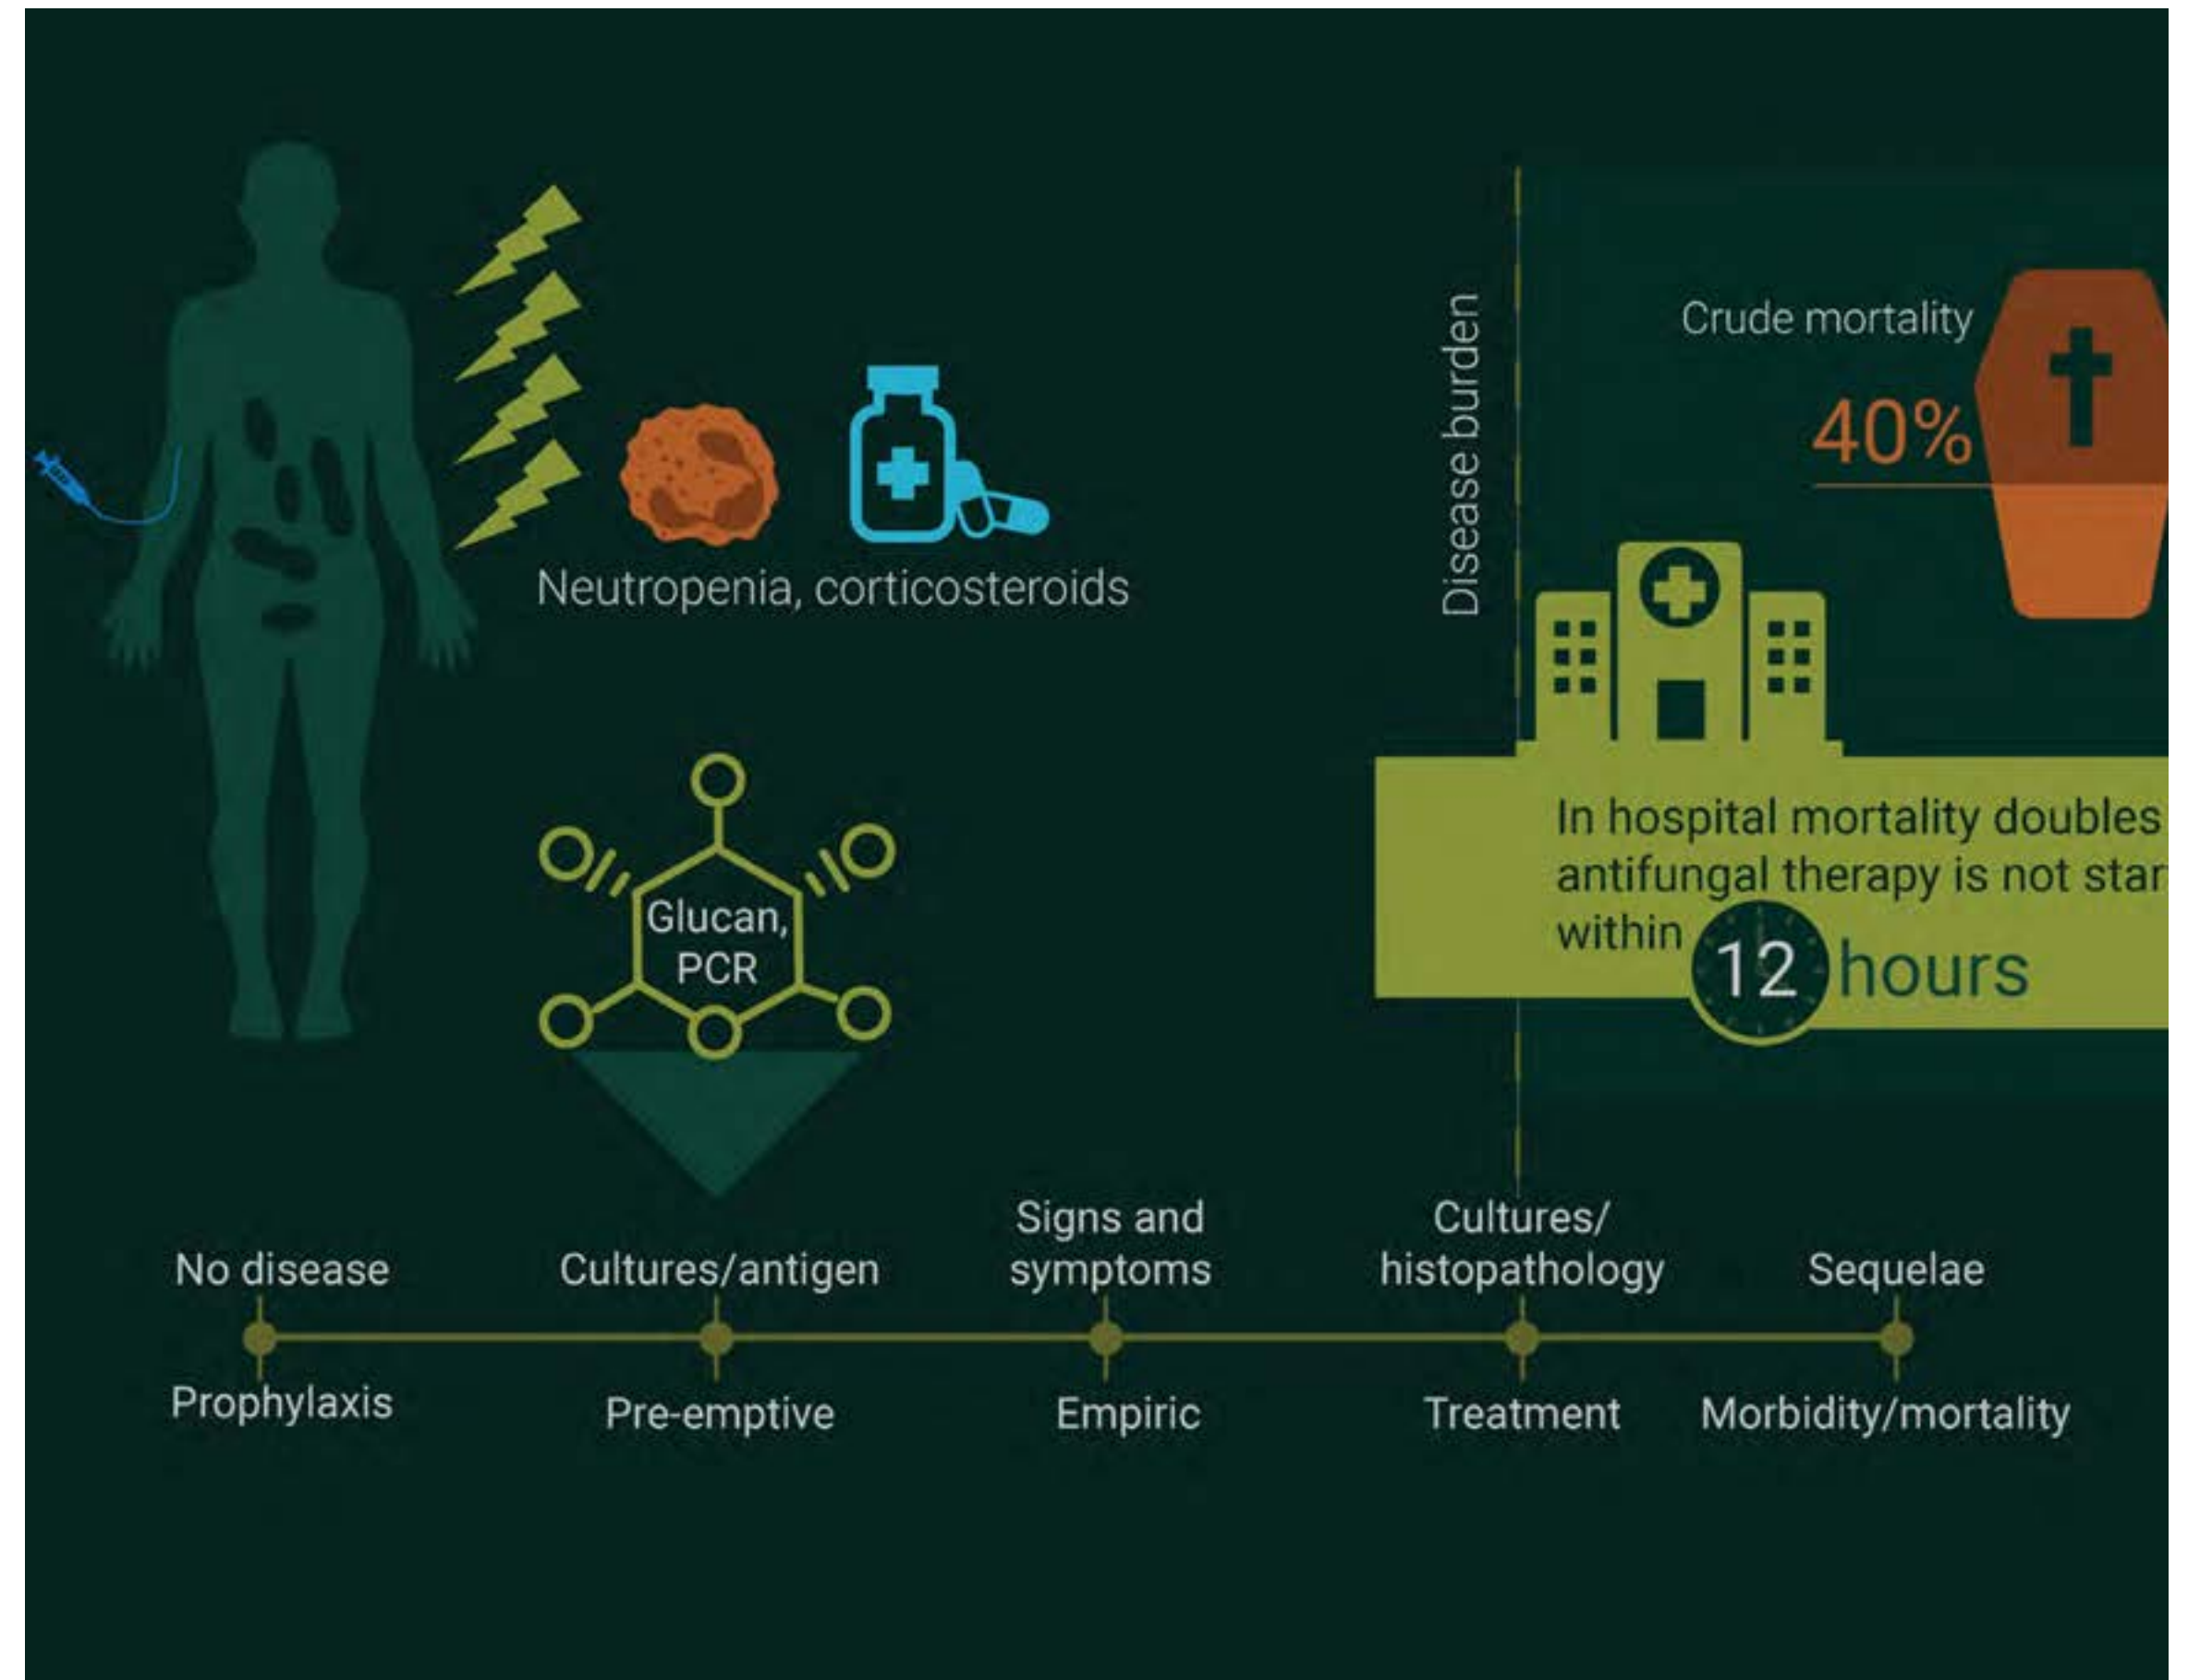 Neutropenia, corticosteroids
Glucan,
PCR
Disease burden
Crude mortality
40%
In hospital mortality doubles
antifungal therapy is not
within 12 hours
No disease
Cultures/antigen
Signs and
symptoms
Cultures/
histopathology
Sequelae
Prophylaxis
Pre-emptive
Empiric
Treatment
Morbidity/mortality